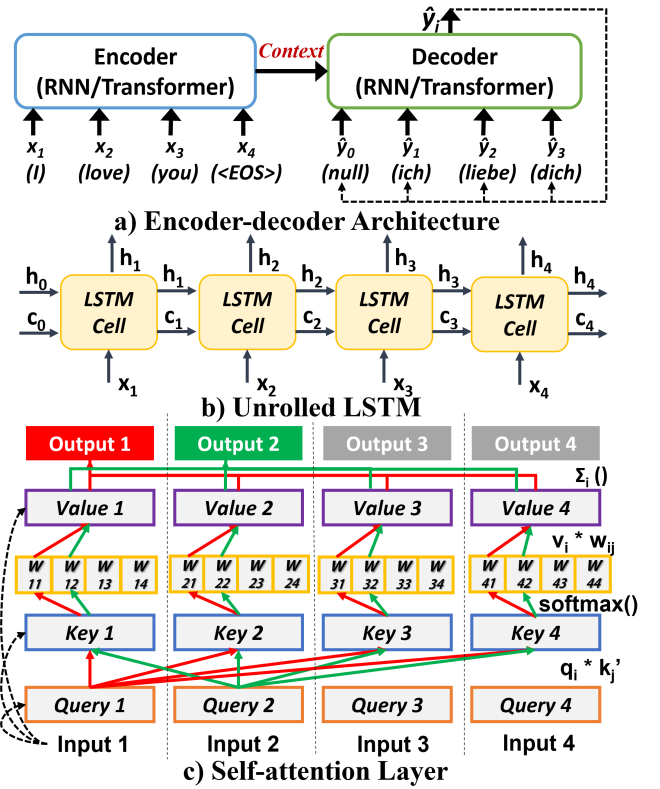 ŷᵢ
Encoder
(RNN/Transformer)
Context
Decoder
(RNN/Transformer)
x₁ x₂ x₃ x₄ ŷ₀ ŷ₁ ŷ₂ ŷ₃
(I) (love) (you) (<EOS>) (null) (ich) (liebe) (dich)
a) Encoder-decoder Architecture
h₁ h₂ h₃ h₄
h₀ h₁ h₂ h₃ h₄
LSTM LSTM LSTM LSTM
Cell Cell Cell Cell
c₀ c₁ c₂ c₃ c₄
x₁ x₂ x₃ x₄
b) Unrolled LSTM
Output 1 Output 2 Output 3 Output 4
Σᵢ ()
Value 1 Value 2 Value 3 Value 4
vᵢ * wᵢⱼ
W W W W W W W W W W W W W W W W
11 12 13 14 21 22 23 24 31 32 33 34 41 42 43 44
softmax()
Key 1 Key 2 Key 3 Key 4
qᵢ * kⱼ’
Query 1 Query 2 Query 3 Query 4
Input 1 Input 2 Input 3 Input 4
c) Self-attention Layer